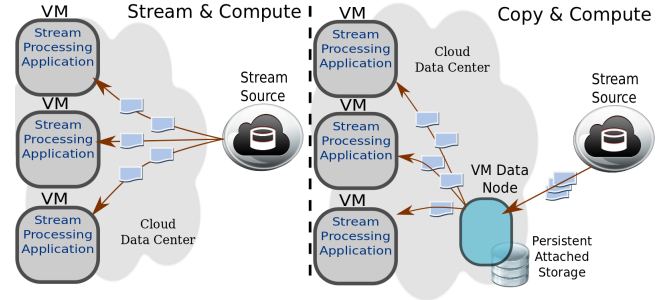 Stream & Compute
VM
Stream
Processing
Application
VM
Stream
Processing
Application
VM
Stream
Processing
Application
Stream
Source
Cloud
Data Center
Copy & Compute
VM
Stream
Processing
Application
VM
Stream
Processing
Application
VM
Stream
Processing
Application
Cloud
Data Center
Stream
Source
VM Data
Node
Persistent
Attached
Storage